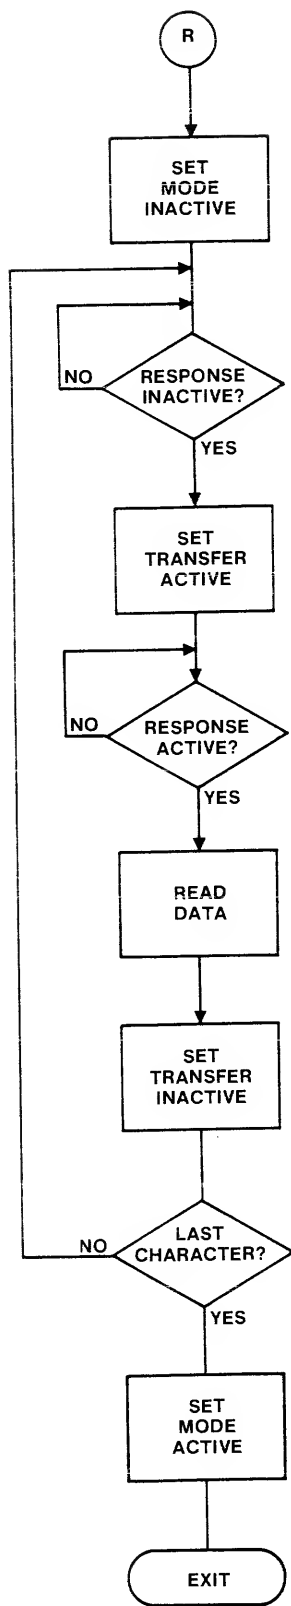 R
SET
MODE
INACTIVE
RESPONSE
INACTIVE?
NO
YES
SET
TRANSFER
ACTIVE
RESPONSE
ACTIVE?
NO
YES
READ
DATA
SET
TRANSFER
INACTIVE
LAST
CHARACTER?
NO
YES
SET
MODE
ACTIVE
EXIT